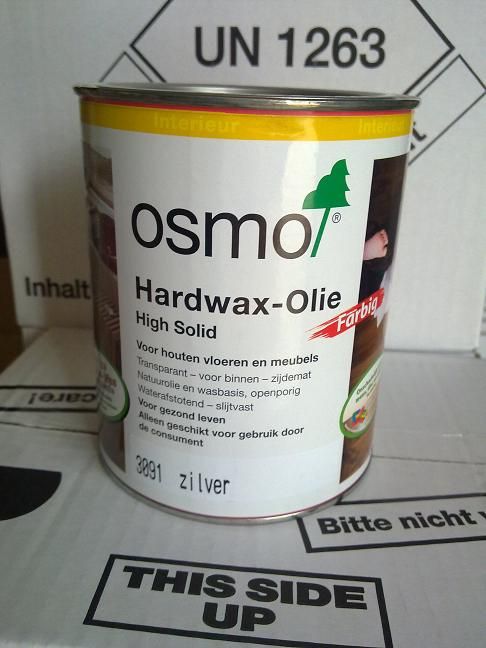 UN 1263
Interieur
Interieur
osmo®
Hardwax-Olie
High Solid
Farbig
Voor houten vloeren en meubels
Transparant – voor binnen – zijdemat
Natuurolie en wasbasis, openporig
Waterafstotend – slijtvast
Voor gezond leven
Alleen geschikt voor gebruik door
de consument
3091 zilver
Inhalt
care!
Bitte nicht
THIS SIDE
UP